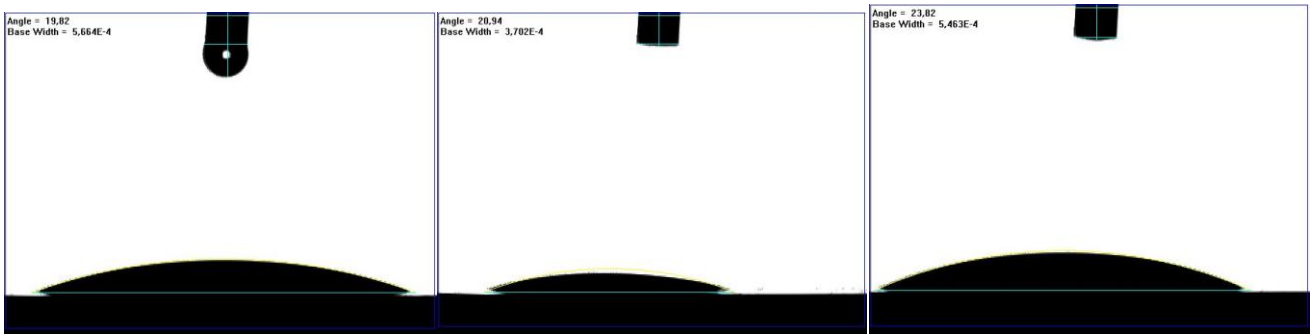 Angle = 19,82
Base Width = 5,664E-4
Angle = 20,94
Base Width = 3,702E-4
Angle = 23,82
Base Width = 5,463E-4